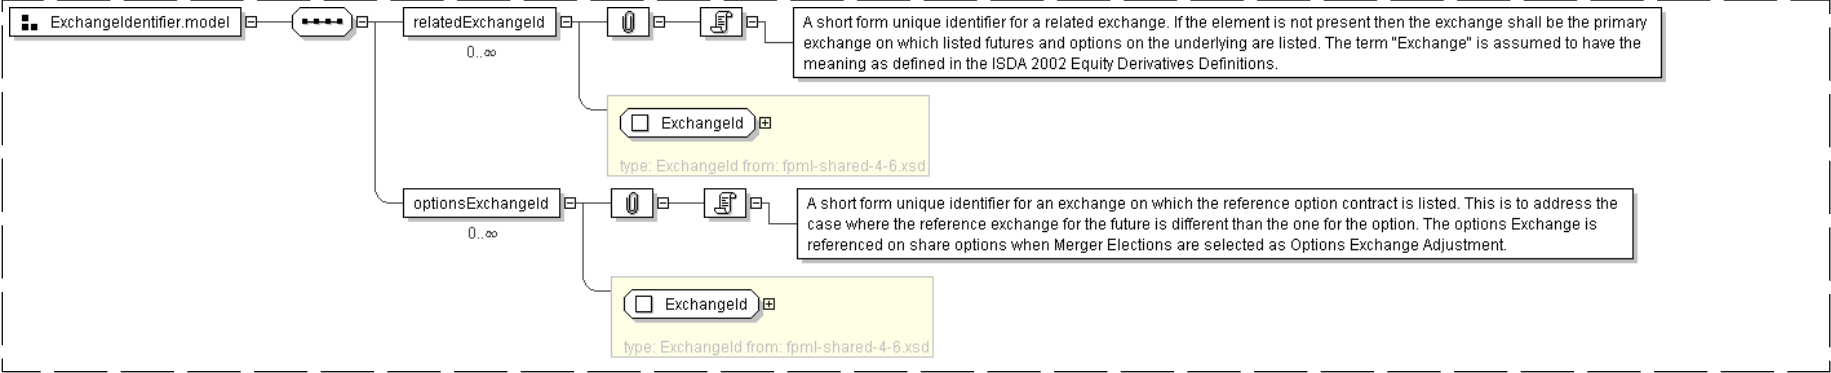 ExchangeIdentifier.model
relatedExchangeId
0..∞
A short form unique identifier for a related exchange. If the element is not present then the exchange shall be the primary
exchange on which listed futures and options on the underlying are listed. The term "Exchange" is assumed to have the
meaning as defined in the ISDA 2002 Equity Derivatives Definitions.
ExchangeId
type: ExchangeId from: fpml-shared-4-6.xsd
optionsExchangeId
0..∞
A short form unique identifier for an exchange on which the reference option contract is listed. This is to address the
case where the reference exchange for the future is different than the one for the option. The options Exchange is
referenced on share options when Merger Elections are selected as Options Exchange Adjustment.
ExchangeId
type: ExchangeId from: fpml-shared-4-6.xsd